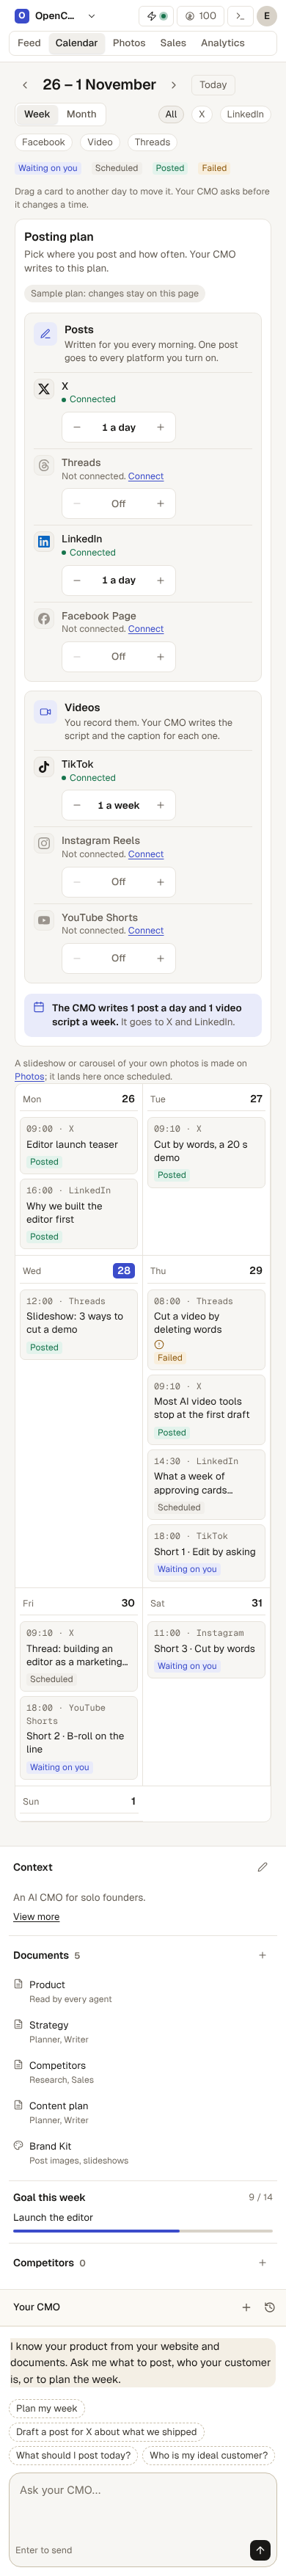 O OpenC...
100
E
Feed Calendar Photos Sales Analytics
26 – 1 November
Today
Week Month
All X LinkedIn
Facebook Video Threads
Waiting on you Scheduled Posted Failed
Drag a card to another day to move it. Your CMO asks before
it changes a time.
Posting plan
Pick where you post and how often. Your CMO
writes to this plan.
Sample plan: changes stay on this page
Posts
Written for you every morning. One post
goes to every platform you turn on.
X
Connected
1 a day
Threads
Not connected. Connect
Off
LinkedIn
Connected
1 a day
Facebook Page
Not connected. Connect
Off
Videos
You record them. Your CMO writes the
script and the caption for each one.
TikTok
Connected
1 a week
Instagram Reels
Not connected. Connect
Off
YouTube Shorts
Not connected. Connect
Off
The CMO writes 1 post a day and 1 video
script a week. It goes to X and LinkedIn.
A slideshow or carousel of your own photos is made on
Photos; it lands here once scheduled.
Mon 26
09:00 · X
Editor launch teaser
Posted
16:00 · LinkedIn
Why we built the
editor first
Posted
Tue 27
09:10 · X
Cut by words, a 20 s
demo
Posted
Wed 28
12:00 · Threads
Slideshow: 3 ways to
cut a demo
Posted
Thu 29
08:00 · Threads
Cut a video by
deleting words
Failed
09:10 · X
Most AI video tools
stop at the first draft
Posted
14:30 · LinkedIn
What a week of
approving cards...
Scheduled
18:00 · TikTok
Short 1 · Edit by asking
Waiting on you
Fri 30
09:10 · X
Thread: building an
editor as a marketing...
Scheduled
18:00 · YouTube
Shorts
Short 2 · B-roll on the
line
Waiting on you
Sat 31
11:00 · Instagram
Short 3 · Cut by words
Waiting on you
Sun 1
Context
An AI CMO for solo founders.
View more
Documents 5
Product
Read by every agent
Strategy
Planner, Writer
Competitors
Research, Sales
Content plan
Planner, Writer
Brand Kit
Post images, slideshows
Goal this week 9 / 14
Launch the editor
Competitors 0
Your CMO
I know your product from your website and
documents. Ask me what to post, who your customer
is, or to plan the week.
Plan my week
Draft a post for X about what we shipped
What should I post today? Who is my ideal customer?
Ask your CMO...
Enter to send